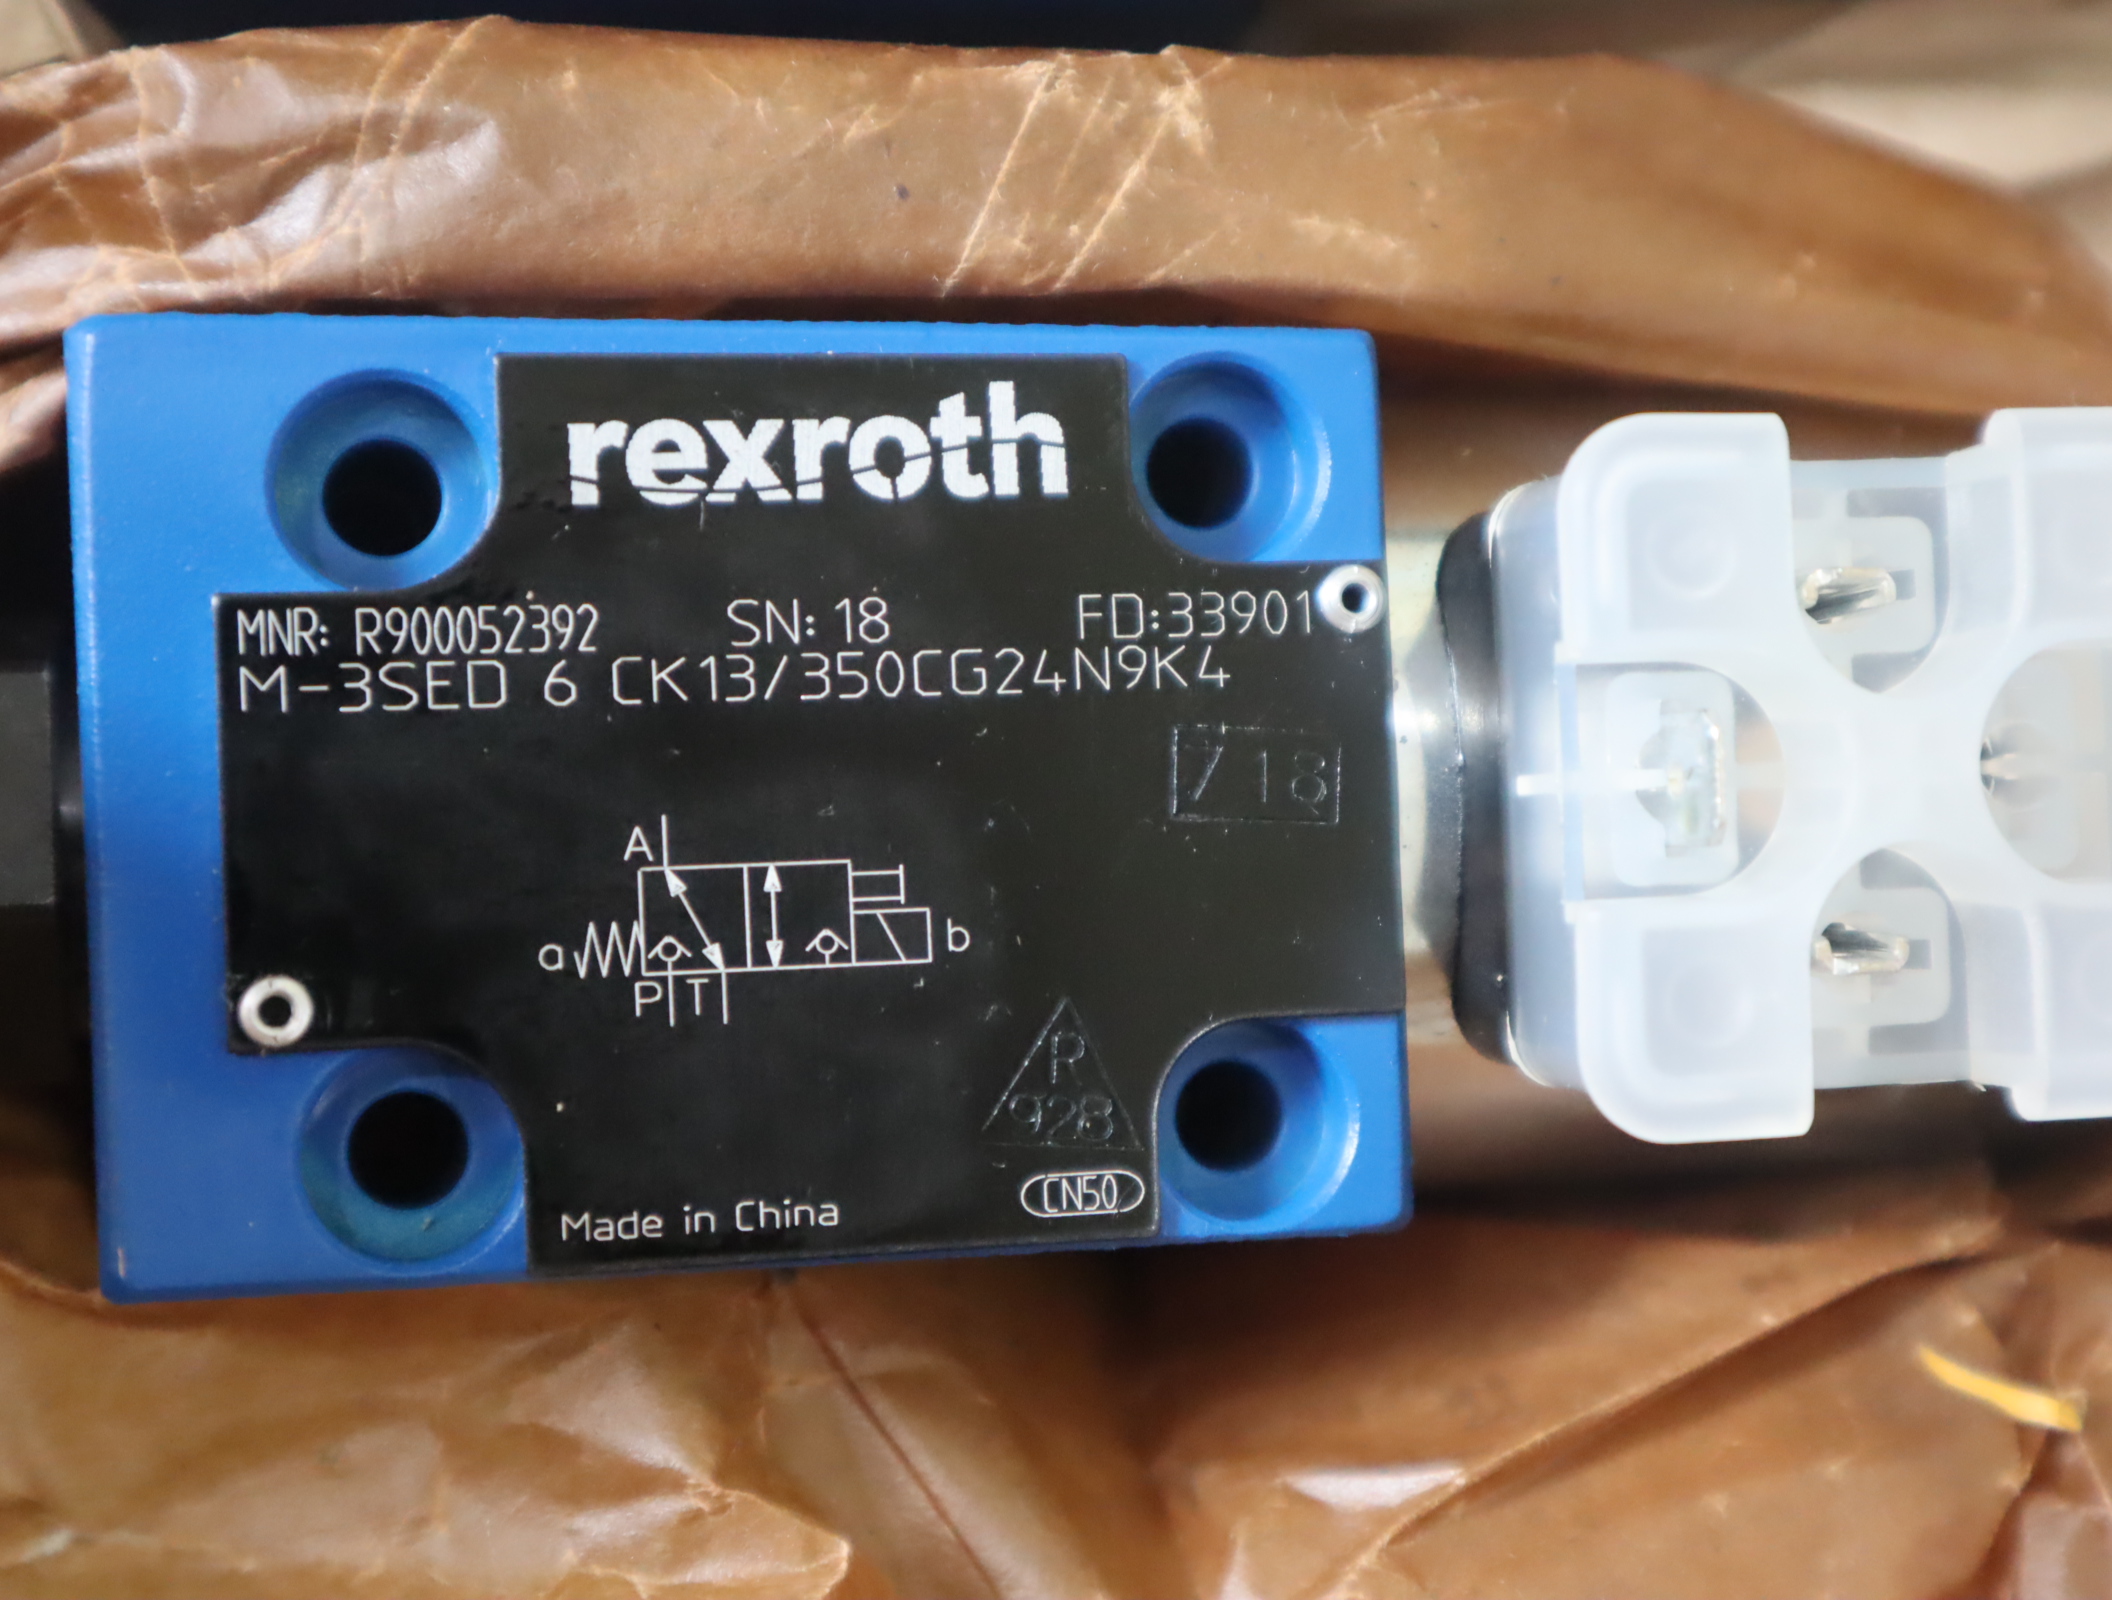 rexroth
MNR: R900052392 SN: 18 FD:33901
M-3SED 6 CK13/350CG24N9K4
718
A
a b
P T
R
928
CN50
Made in China